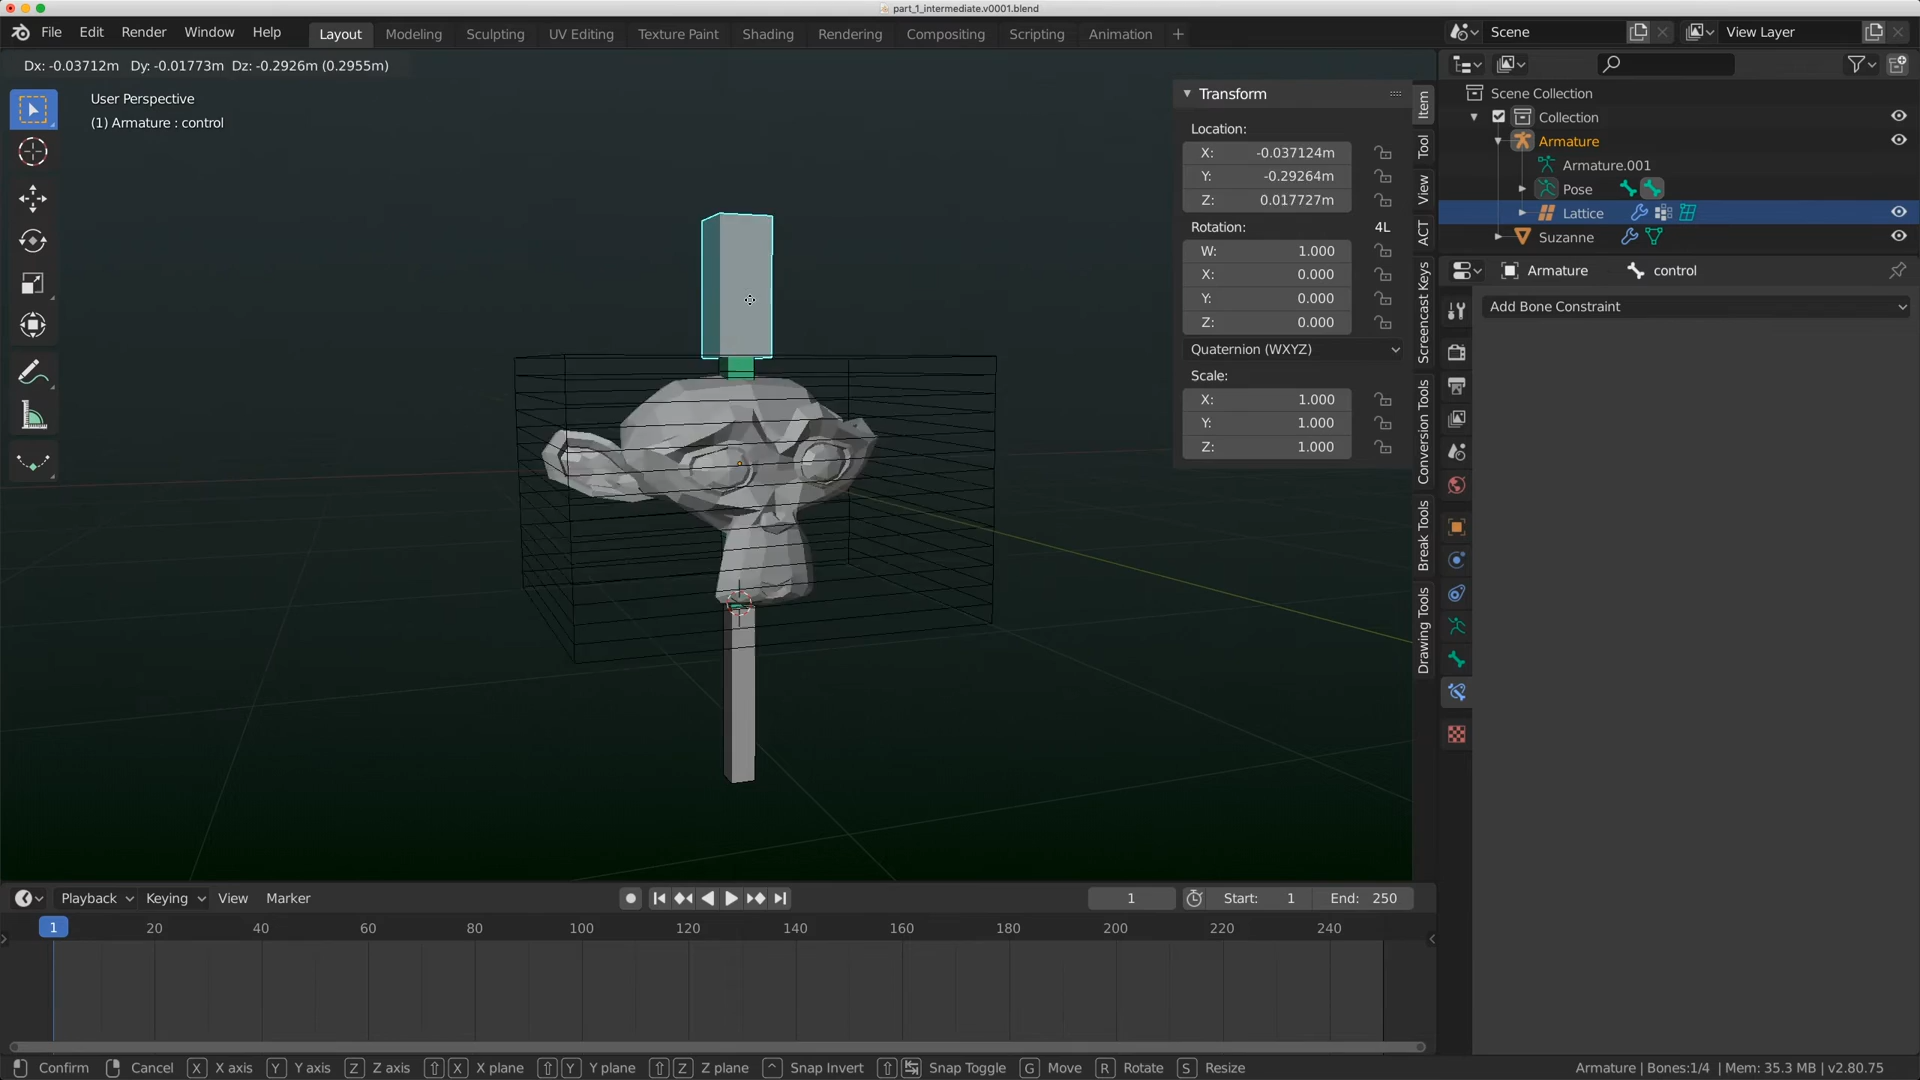 part_1_intermediate.v0001.blend
File Edit Render Window Help Layout Modeling Sculpting UV Editing Texture Paint Shading Rendering Compositing Scripting Animation + Scene View Layer
Dx: -0.03712m Dy: -0.01773m Dz: -0.2926m (0.2955m)
User Perspective
(1) Armature : control
Transform
Location:
X: -0.037124m
Y: -0.29264m
Z: 0.017727m
Rotation: 4L
W: 1.000
X: 0.000
Y: 0.000
Z: 0.000
Quaternion (WXYZ)
Scale:
X: 1.000
Y: 1.000
Z: 1.000
Item
Tool
View
ACT
Screencast Keys
Conversion Tools
Break Tools
Drawing Tools
Scene Collection
Collection
Armature
Armature.001
Pose
Lattice
Suzanne
Armature control
Add Bone Constraint
Playback Keying View Marker 1 Start: 1 End: 250
1 20 40 60 80 100 120 140 160 180 200 220 240
Confirm Cancel X X axis Y Y axis Z Z axis X X plane Y Y plane Z Z plane Snap Invert Snap Toggle G Move R Rotate S Resize Armature | Bones:1/4 | Mem: 35.3 MB | v2.80.75